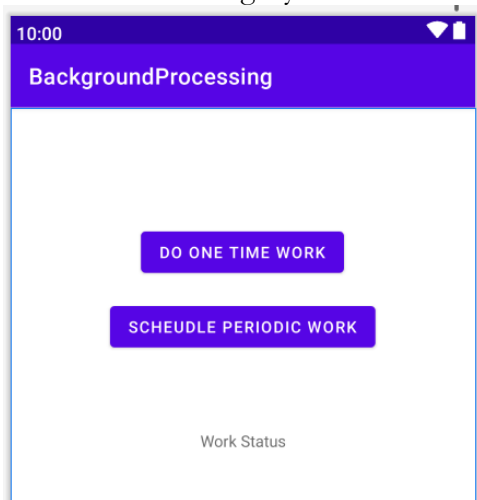 10:00
BackgroundProcessing
DO ONE TIME WORK
SCHEUDLE PERIODIC WORK
Work Status